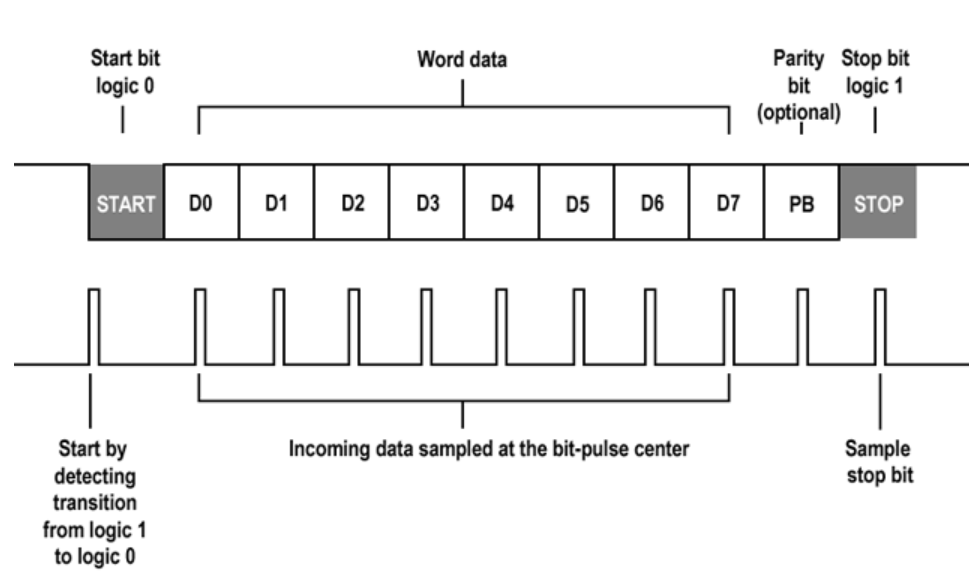 Start bit
logic 0
Word data
Parity
bit
(optional)
Stop bit
logic 1
START D0 D1 D2 D3 D4 D5 D6 D7 PB STOP
Start by
detecting
transition
from logic 1
to logic 0
Incoming data sampled at the bit-pulse center
Sample
stop bit